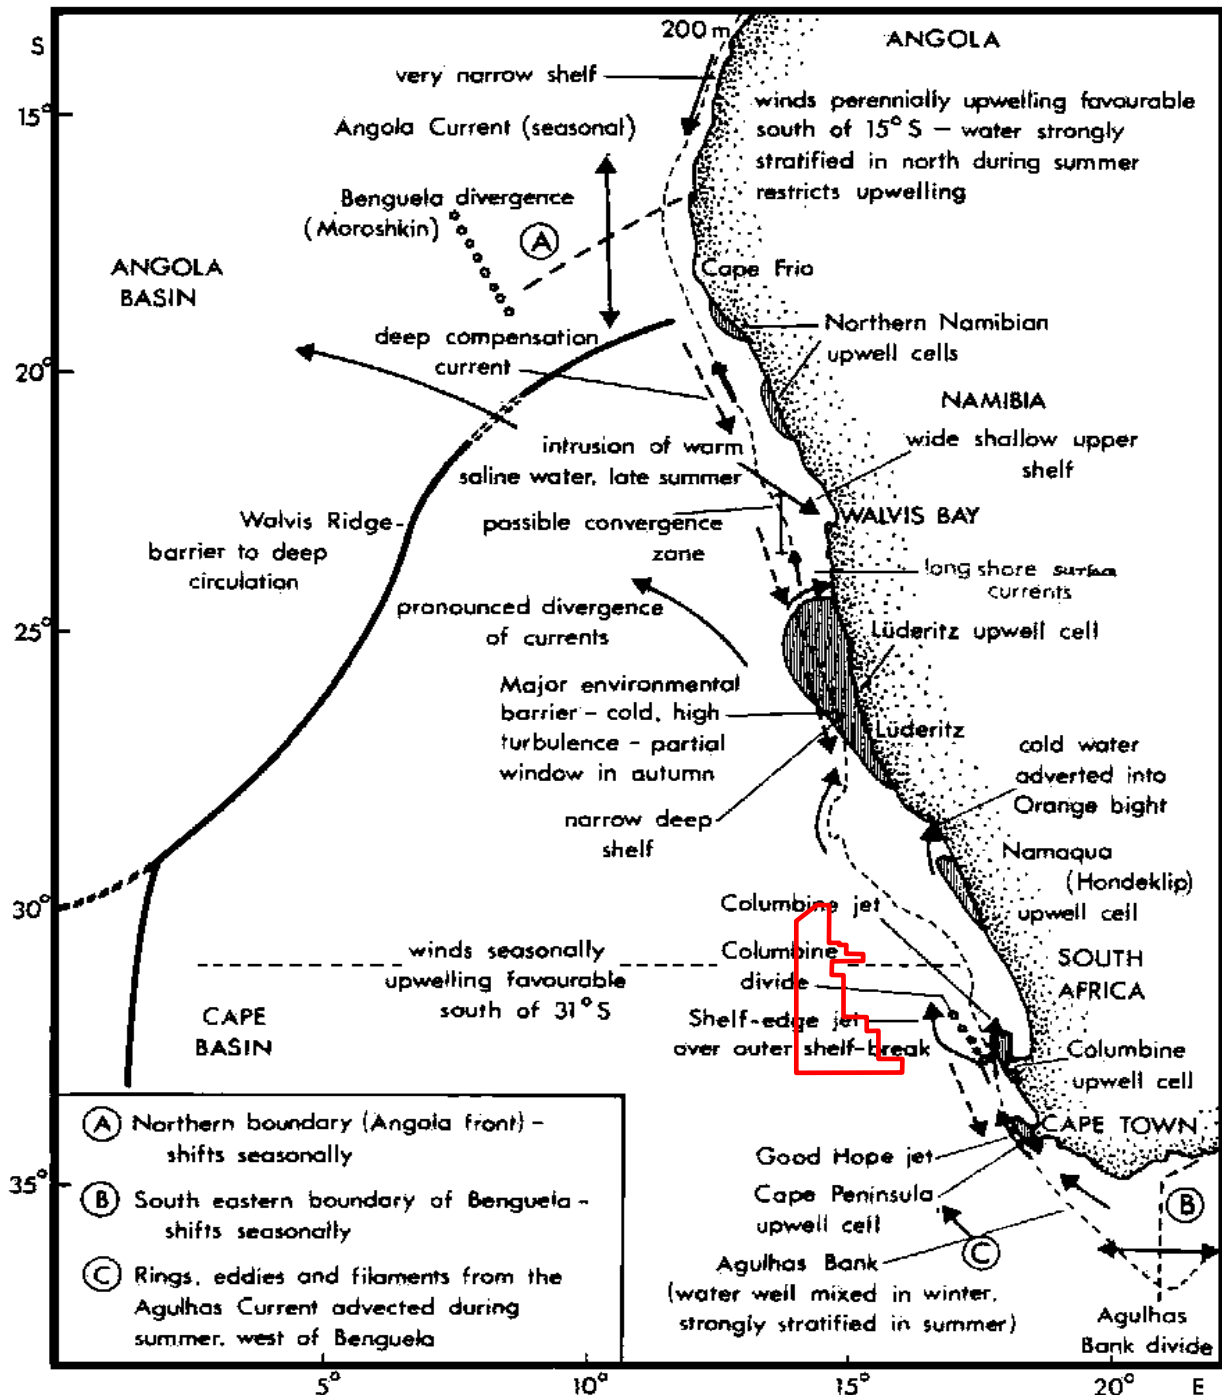 S
200 m
ANGOLA
very narrow shelf
15°
winds perennially upwelling favourable
south of 15° S – water strongly
stratified in north during summer
restricts upwelling
Angola Current (seasonal)
Benguela divergence
(Moroshkin)
A
ANGOLA
BASIN
Cape Frio
Northern Namibian
upwell cells
deep compensation
current
20°
NAMIBIA
wide shallow upper
shelf
intrusion of warm
saline water, late summer
WALVIS BAY
possible convergence
zone
Walvis Ridge-
barrier to deep
circulation
long shore surface
currents
pronounced divergence
of currents
25°
Lüderitz upwell cell
Major environmental
barrier – cold, high
turbulence – partial
window in autumn
Lüderitz
cold water
adverted into
Orange bight
narrow deep
shelf
Namaqua
(Hondeklip)
upwell cell
30°
Columbine jet
winds seasonally
upwelling favourable
south of 31° S
Columbine
divide
SOUTH
AFRICA
CAPE
BASIN
Shelf-edge jet
over outer shelf-break
Columbine
upwell cell
A Northern boundary (Angola front) –
shifts seasonally
CAPE TOWN
Good Hope jet
35°
B South eastern boundary of Benguela –
shifts seasonally
Cape Peninsula
upwell cell
B
C
Agulhas Bank
(water well mixed in winter,
strongly stratified in summer)
C Rings, eddies and filaments from the
Agulhas Current advected during
summer, west of Benguela
Agulhas
Bank divide
5°
10°
15°
20°
E